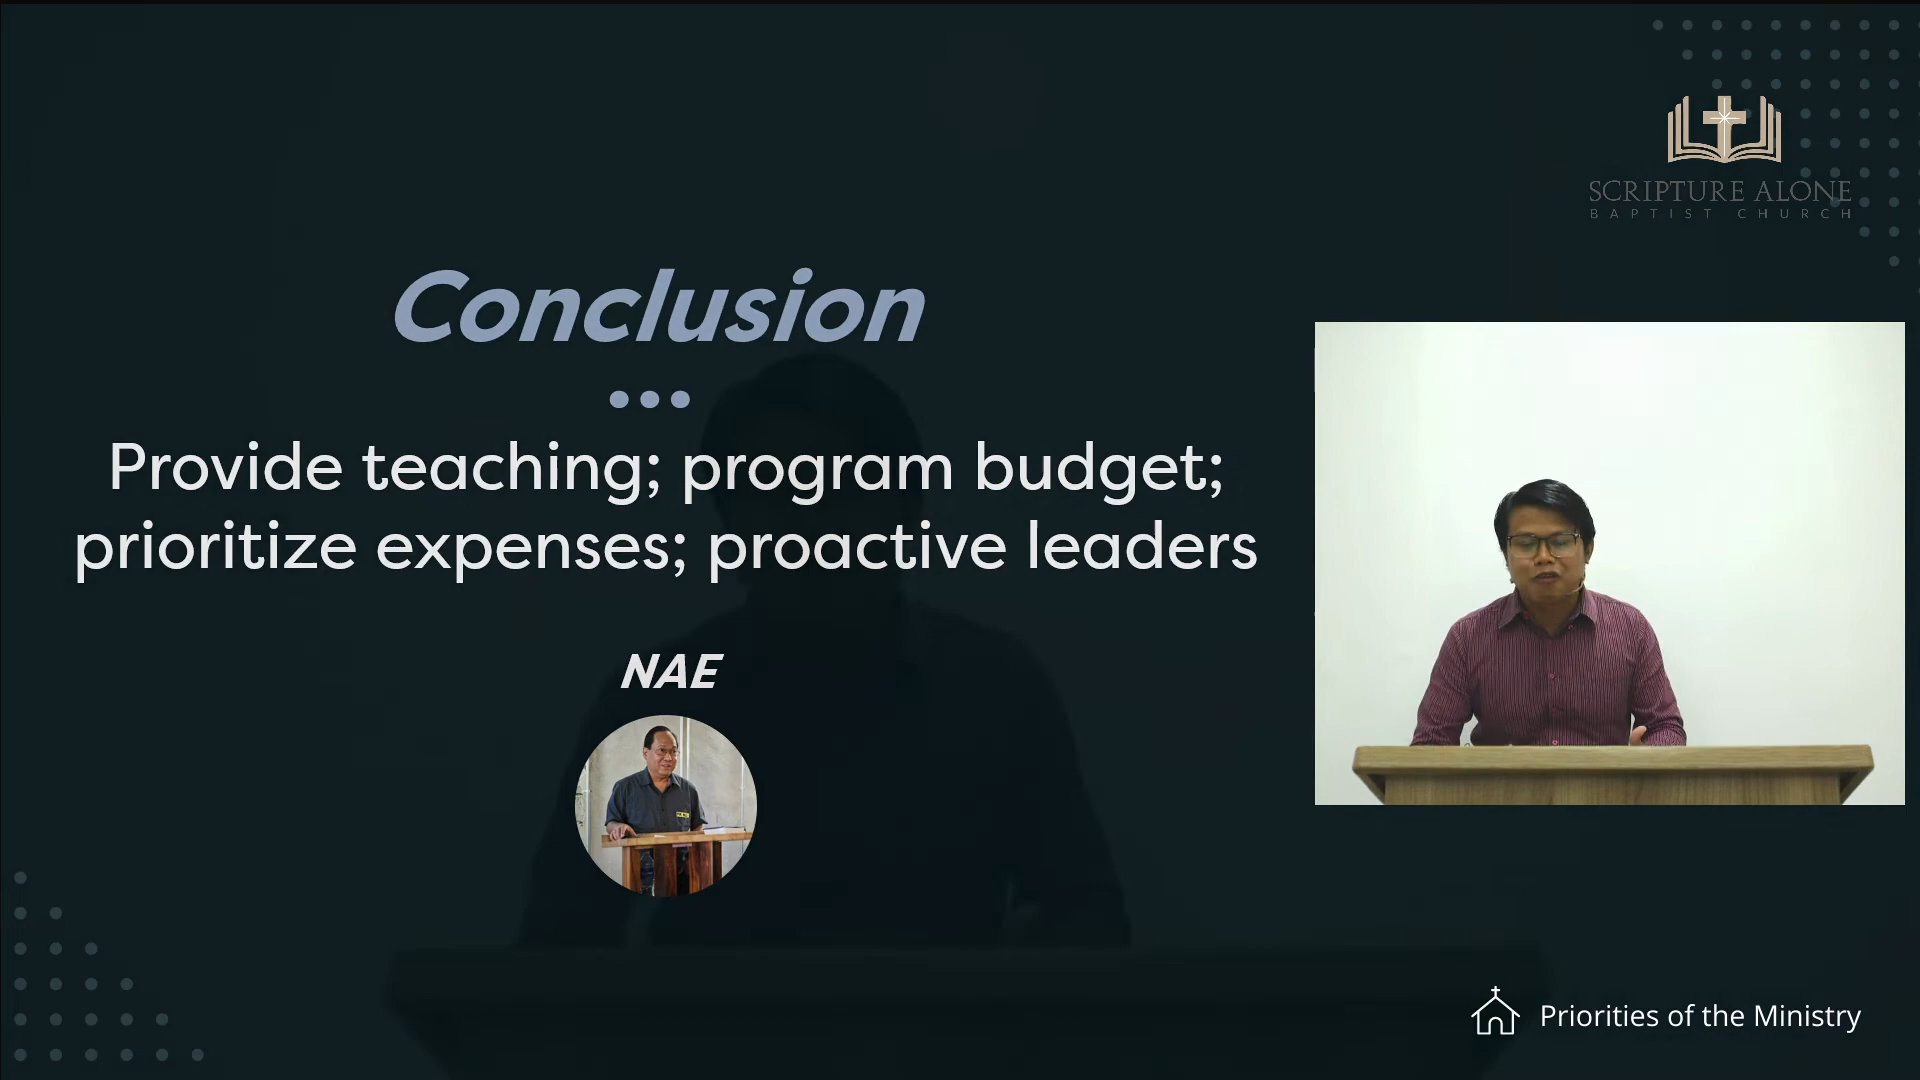 SCRIPTURE ALONE
BAPTIST CHURCH
Conclusion
Provide teaching; program budget;
prioritize expenses; proactive leaders
NAE
Priorities of the Ministry